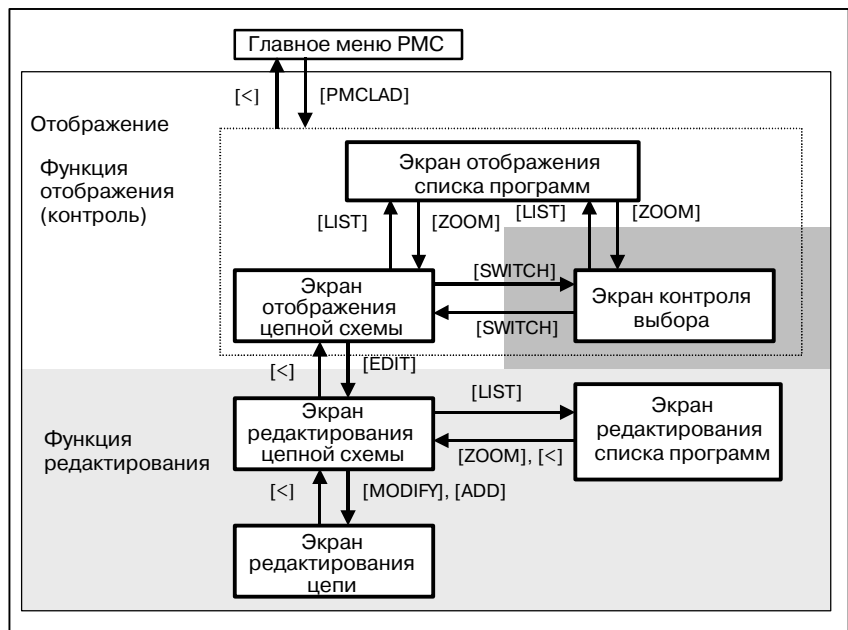 Главное меню PMC
[<]
[PMCLAD]
Отображение
Функция
отображения
(контроль)
Экран отображения
списка программ
[LIST]
[ZOOM]
[LIST]
[ZOOM]
Экран
отображения
цепной схемы
[SWITCH]
[SWITCH]
Экран контроля
выбора
[<]
[EDIT]
Функция
редактирования
Экран
редактирования
цепной схемы
[LIST]
[ZOOM], [<]
Экран
редактирования
списка программ
[<]
[MODIFY], [ADD]
Экран
редактирования
цепи